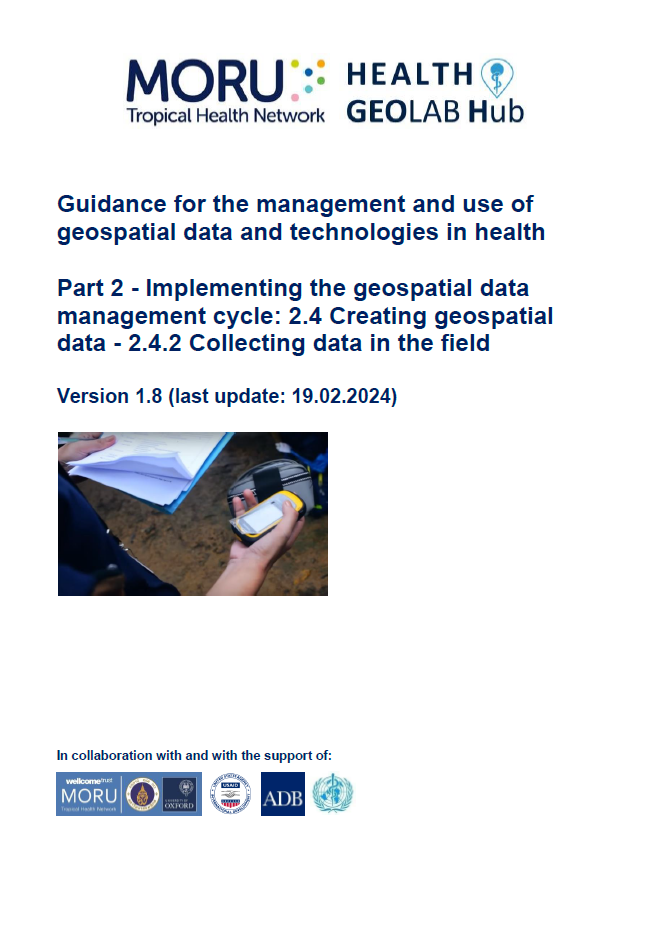 MORU
Tropical Health Network
HEALTH
GEOLAB Hub
Guidance for the management and use of
geospatial data and technologies in health
Part 2 - Implementing the geospatial data
management cycle: 2.4 Creating geospatial
data - 2.4.2 Collecting data in the field
Version 1.8 (last update: 19.02.2024)
In collaboration with and with the support of:
wellcome trust
MORU
Tropical Health Network
UNIVERSITY OF
OXFORD
USAID
ADB